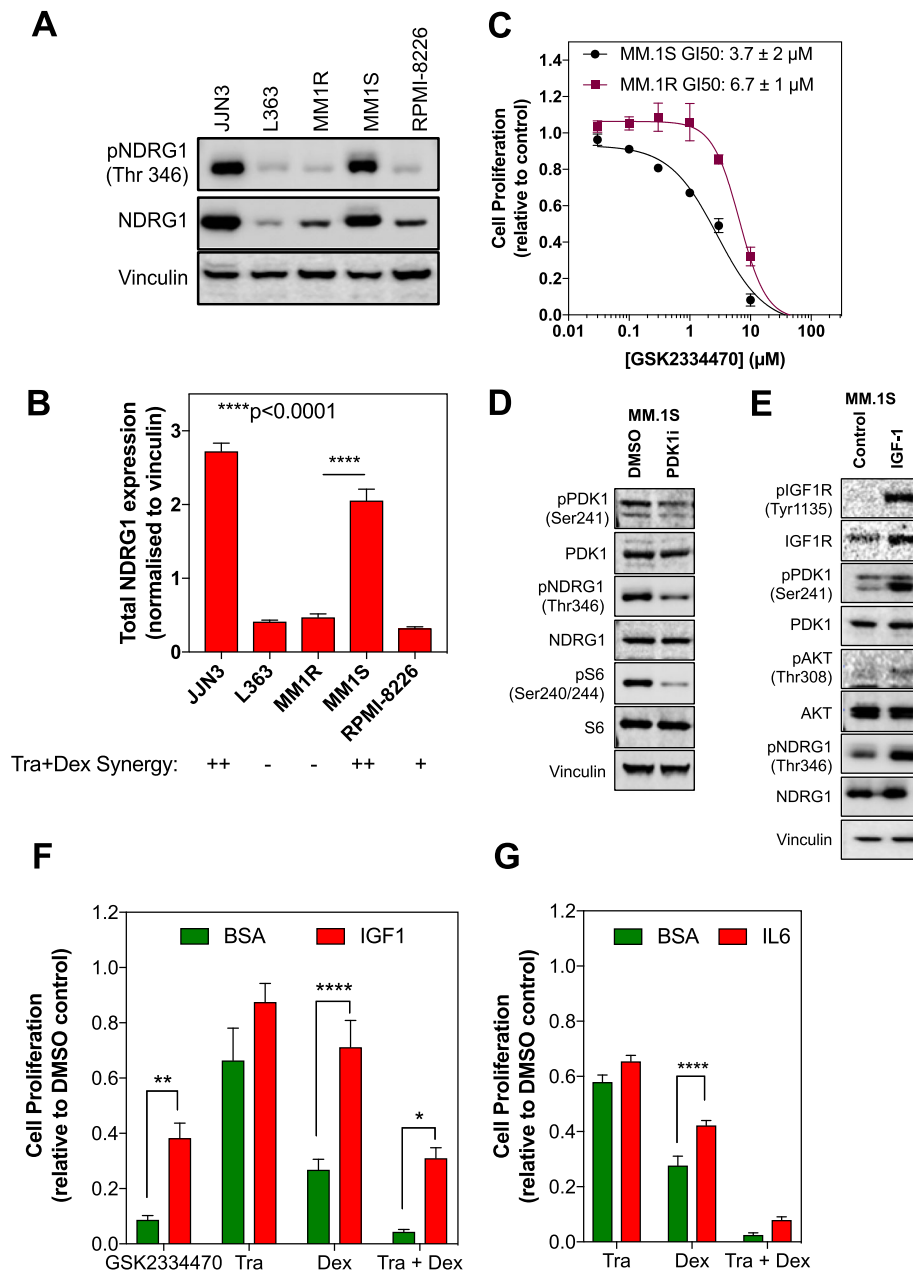 A
JJN3
L363
MM1R
MM1S
RPMI-8226
pNDRG1
(Thr 346)
NDRG1
Vinculin
C
MM.1S GI50: 3.7 ± 2 µM
MM.1R GI50: 6.7 ± 1 µM
Cell Proliferation
(relative to control)
1.4
1.2
1.0
0.8
0.6
0.4
0.2
0.0
0.01
0.1
1
10
100
[GSK2334470] (µM)
B
****p<0.0001
****
Total NDRG1 expression
(normalised to vinculin)
3
2
1
0
JJN3
L363
MM1R
MM1S
RPMI-8226
Tra+Dex Synergy: ++ - - ++ +
D
MM.1S
DMSO
PDK1i
pPDK1
(Ser241)
PDK1
pNDRG1
(Thr346)
NDRG1
pS6
(Ser240/244)
S6
Vinculin
E
MM.1S
Control
IGF-1
pIGF1R
(Tyr1135)
IGF1R
pPDK1
(Ser241)
PDK1
pAKT
(Thr308)
AKT
pNDRG1
(Thr346)
NDRG1
Vinculin
F
BSA IGF1
Cell Proliferation
(relative to DMSO control)
1.2
1.0
0.8
0.6
0.4
0.2
0.0
**
****
*
GSK2334470 Tra Dex Tra + Dex
G
BSA IL6
Cell Proliferation
(relative to DMSO control)
1.2
1.0
0.8
0.6
0.4
0.2
0.0
****
Tra Dex Tra + Dex